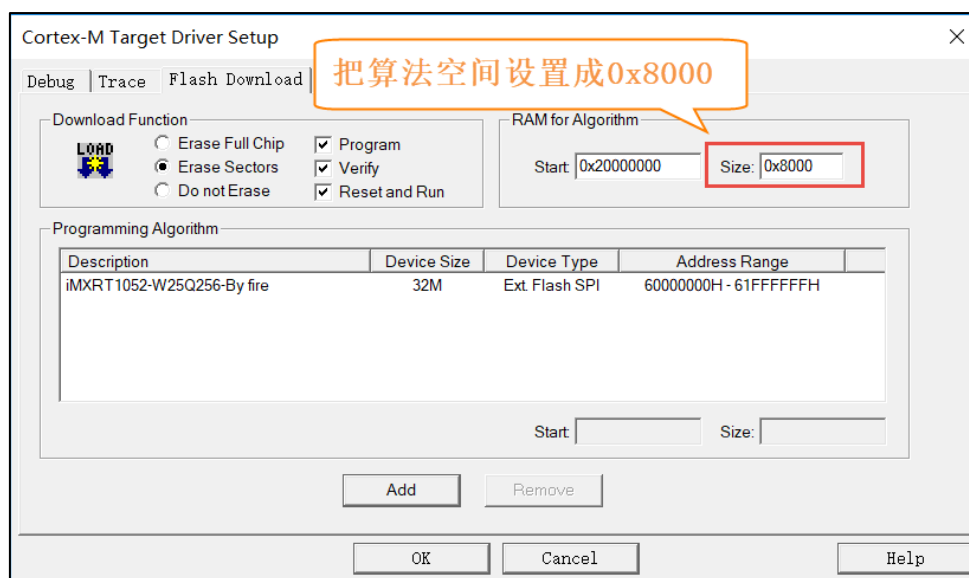 Cortex-M Target Driver Setup
把算法空间设置成0x8000
Debug Trace Flash Download
Download Function
LOAD
Erase Full Chip
Erase Sectors
Do not Erase
Program
Verify
Reset and Run
RAM for Algorithm
Start: 0x20000000 Size: 0x8000
Programming Algorithm
Description Device Size Device Type Address Range
iMXRT1052-W25Q256-By fire 32M Ext. Flash SPI 60000000H - 61FFFFFFH
Start: Size:
Add Remove
OK Cancel Help